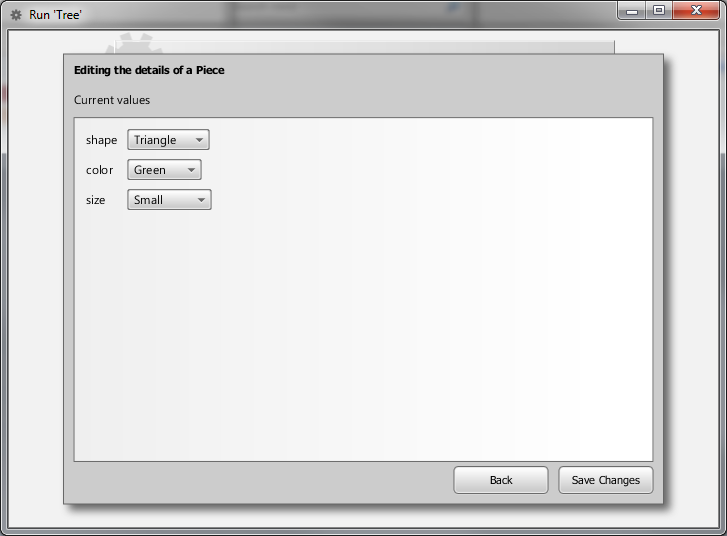 Run 'Tree'
Editing the details of a Piece
Current values
shape Triangle
color Green
size Small
Back Save Changes